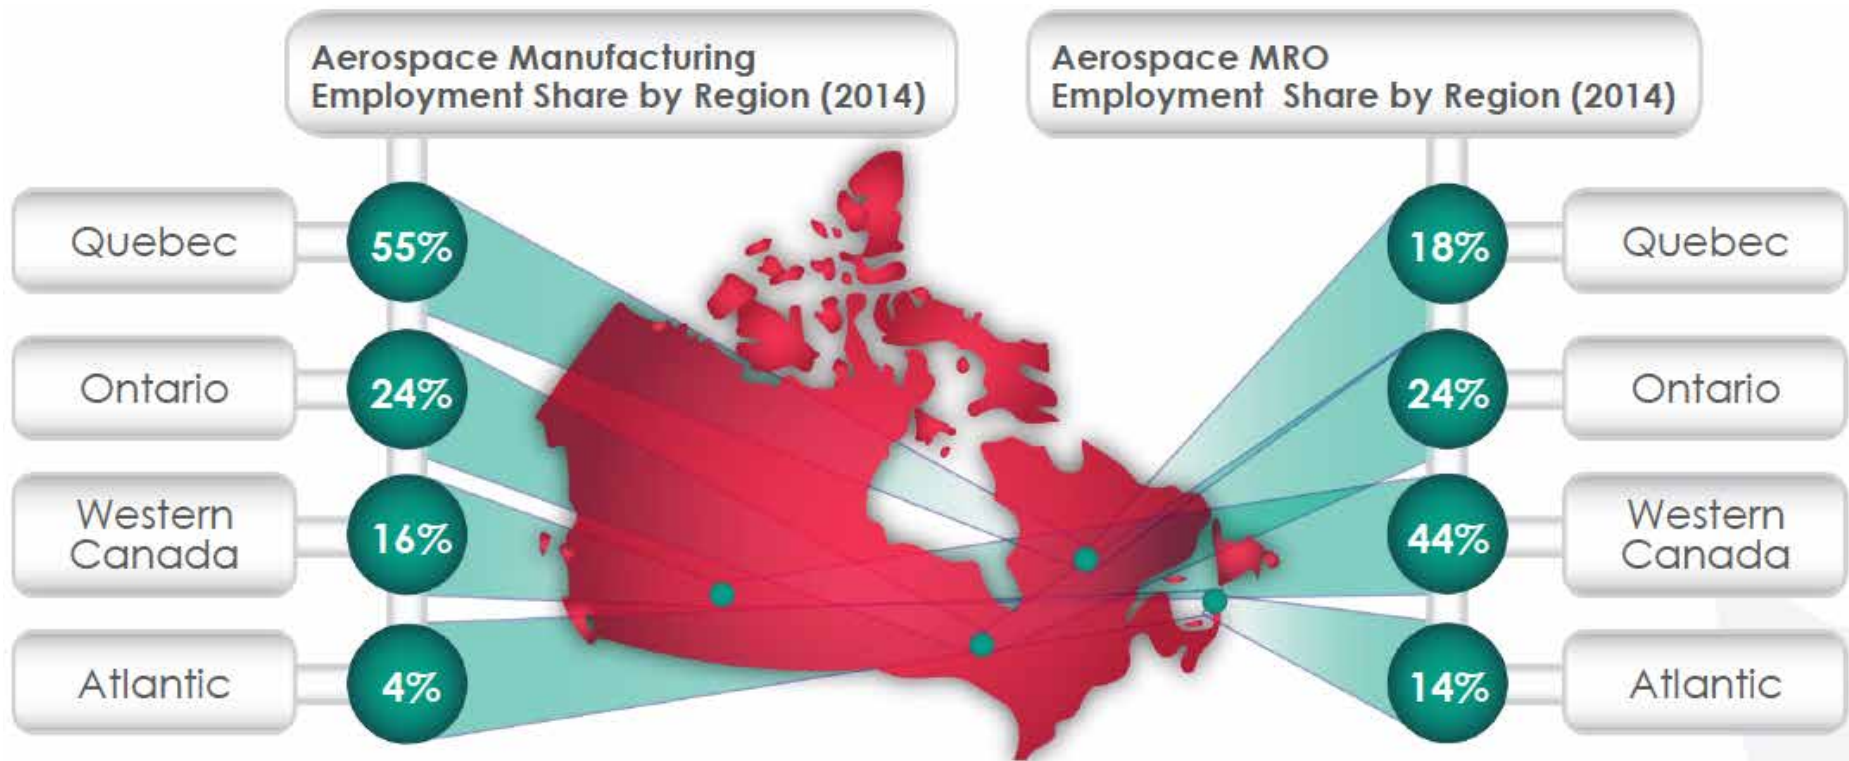 Aerospace Manufacturing
Employment Share by Region (2014)
Quebec
55%
Ontario
24%
Western
Canada
16%
Atlantic
4%
Aerospace MRO
Employment Share by Region (2014)
18%
Quebec
24%
Ontario
44%
Western
Canada
14%
Atlantic